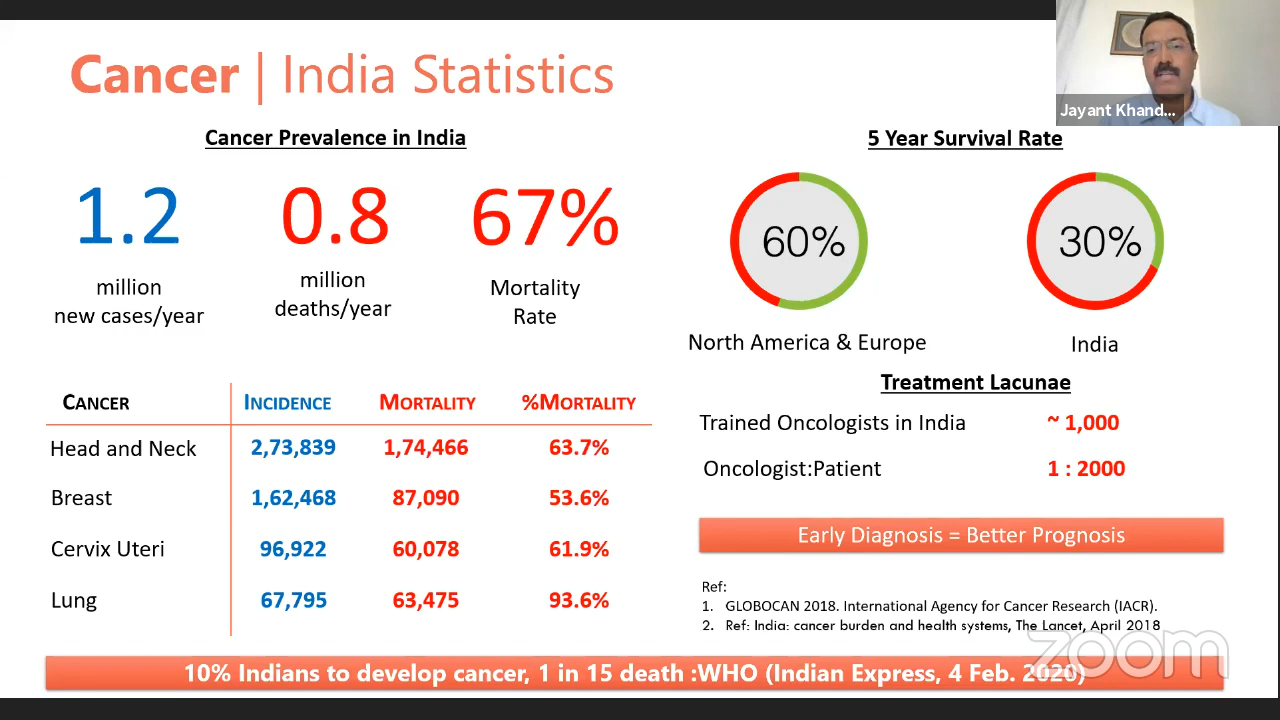 Cancer | India Statistics
Jayant Khand...
Cancer Prevalence in India
1.2
million
new cases/year
0.8
million
deaths/year
67%
Mortality
Rate
5 Year Survival Rate
60%
North America & Europe
30%
India
CANCER INCIDENCE MORTALITY %MORTALITY
Head and Neck 2,73,839 1,74,466 63.7%
Breast 1,62,468 87,090 53.6%
Cervix Uteri 96,922 60,078 61.9%
Lung 67,795 63,475 93.6%
Treatment Lacunae
Trained Oncologists in India ~ 1,000
Oncologist:Patient 1 : 2000
Early Diagnosis = Better Prognosis
Ref:
1. GLOBOCAN 2018. International Agency for Cancer Research (IACR).
2. Ref: India: cancer burden and health systems, The Lancet, April 2018
10% Indians to develop cancer, 1 in 15 death :WHO (Indian Express, 4 Feb. 2020)
zoom